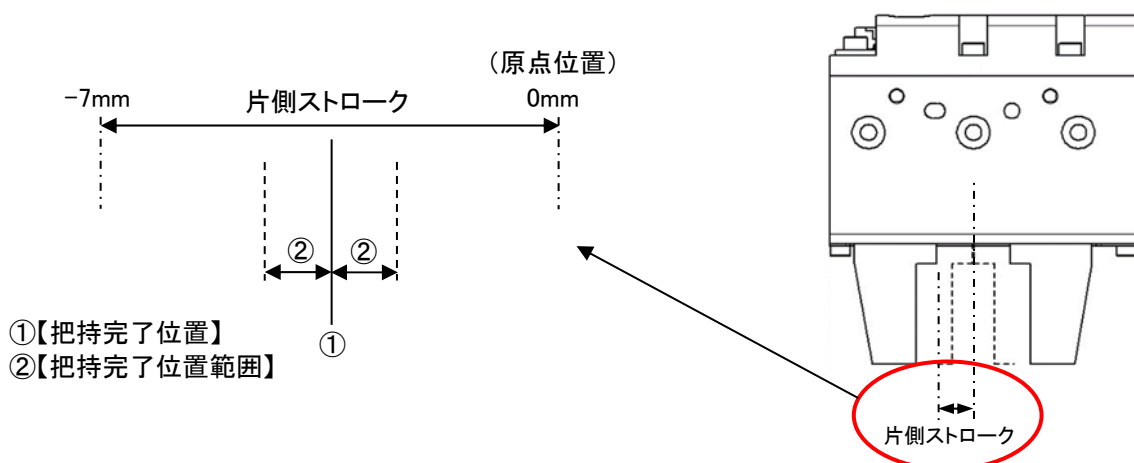 （原点位置）
-7mm
片側ストローク
0mm
②
②
①【把持完了位置】
①
②【把持完了位置範囲】
片側ストローク